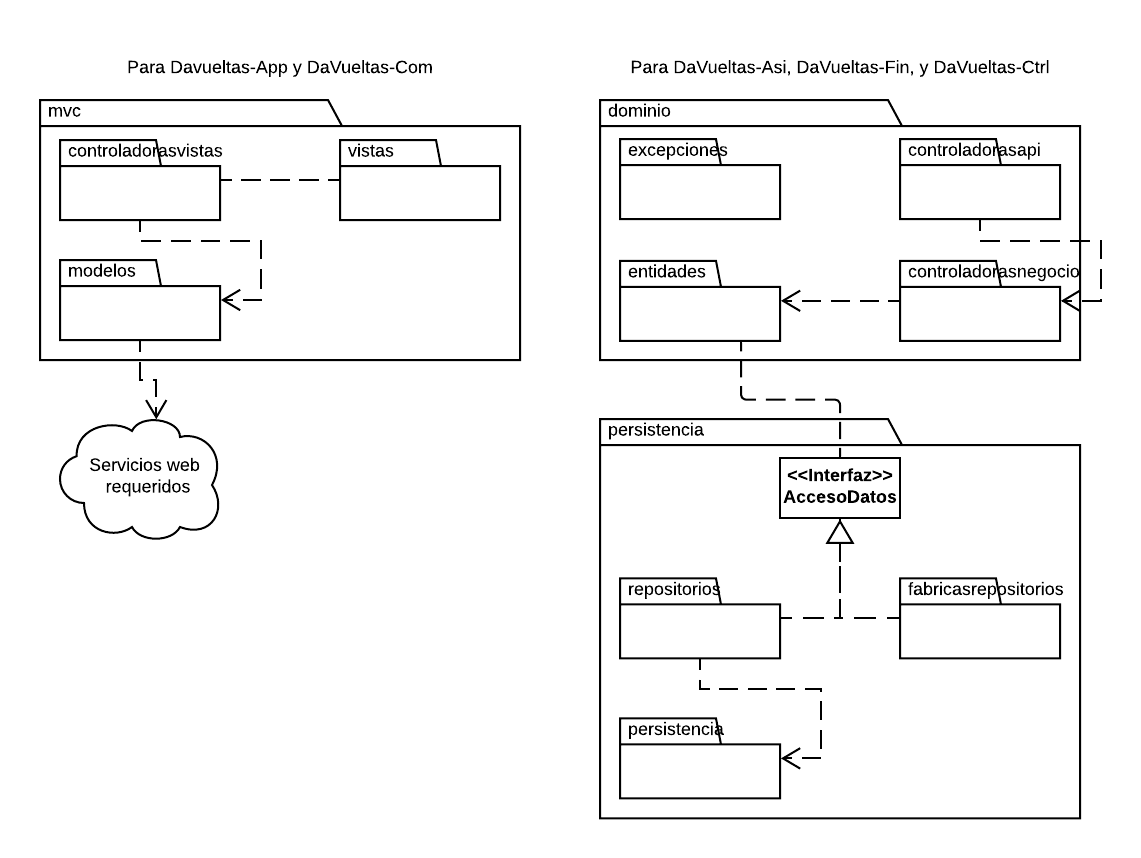 Para Davueltas-App y DaVueltas-Com
mvc
controladorasvistas
vistas
modelos
Servicios web
requeridos
Para DaVueltas-Asi, DaVueltas-Fin, y DaVueltas-Ctrl
dominio
excepciones
controladorasapi
entidades
controladorasnegocio
persistencia
<<Interfaz>>
AccesoDatos
repositorios
fabricasrepositorios
persistencia